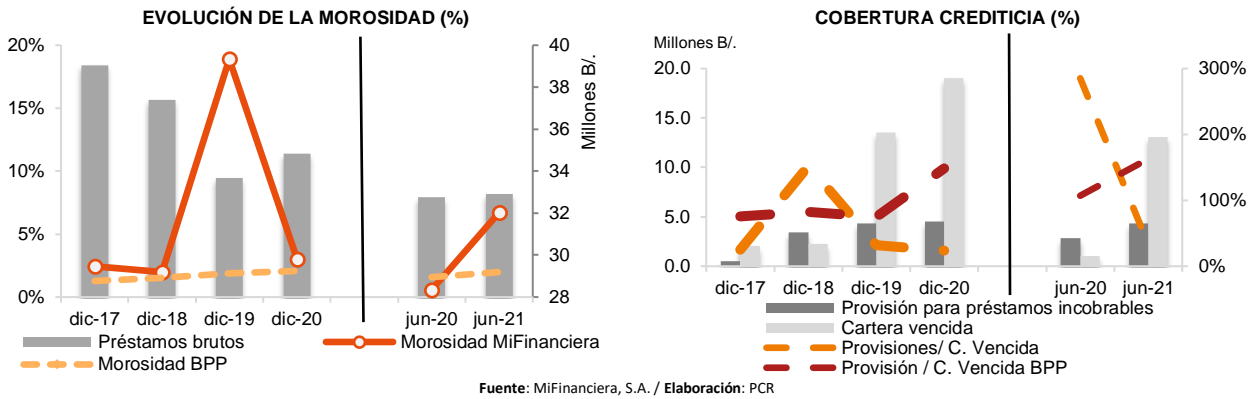 EVOLUCIÓN DE LA MOROSIDAD (%)
20%
15%
10%
5%
0%
40
38
36
34
32
30
28
Millones B/.
dic-17 dic-18 dic-19 dic-20 jun-20 jun-21
Préstamos brutos
Morosidad MiFinanciera
Morosidad BPP
COBERTURA CREDITICIA (%)
Millones B/.
20.0
15.0
10.0
5.0
0.0
300%
200%
100%
0%
dic-17 dic-18 dic-19 dic-20 jun-20 jun-21
Provisión para préstamos incobrables
Cartera vencida
Provisiones/ C. Vencida
Provisión / C. Vencida BPP
Fuente: MiFinanciera, S.A. / Elaboración: PCR